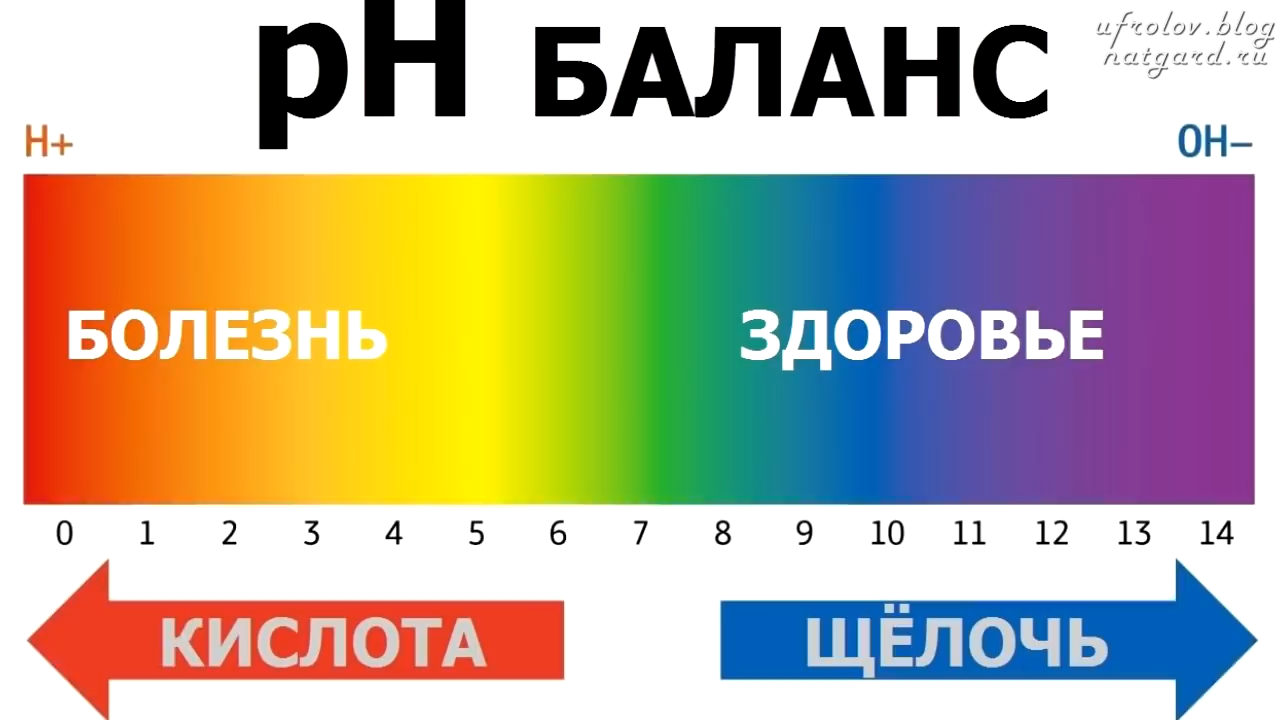 pH БАЛАНС
ufrolov.blog
natgard.ru
H+ OH–
БОЛЕЗНЬ ЗДОРОВЬЕ
0 1 2 3 4 5 6 7 8 9 10 11 12 13 14
КИСЛОТА ЩЁЛОЧЬ